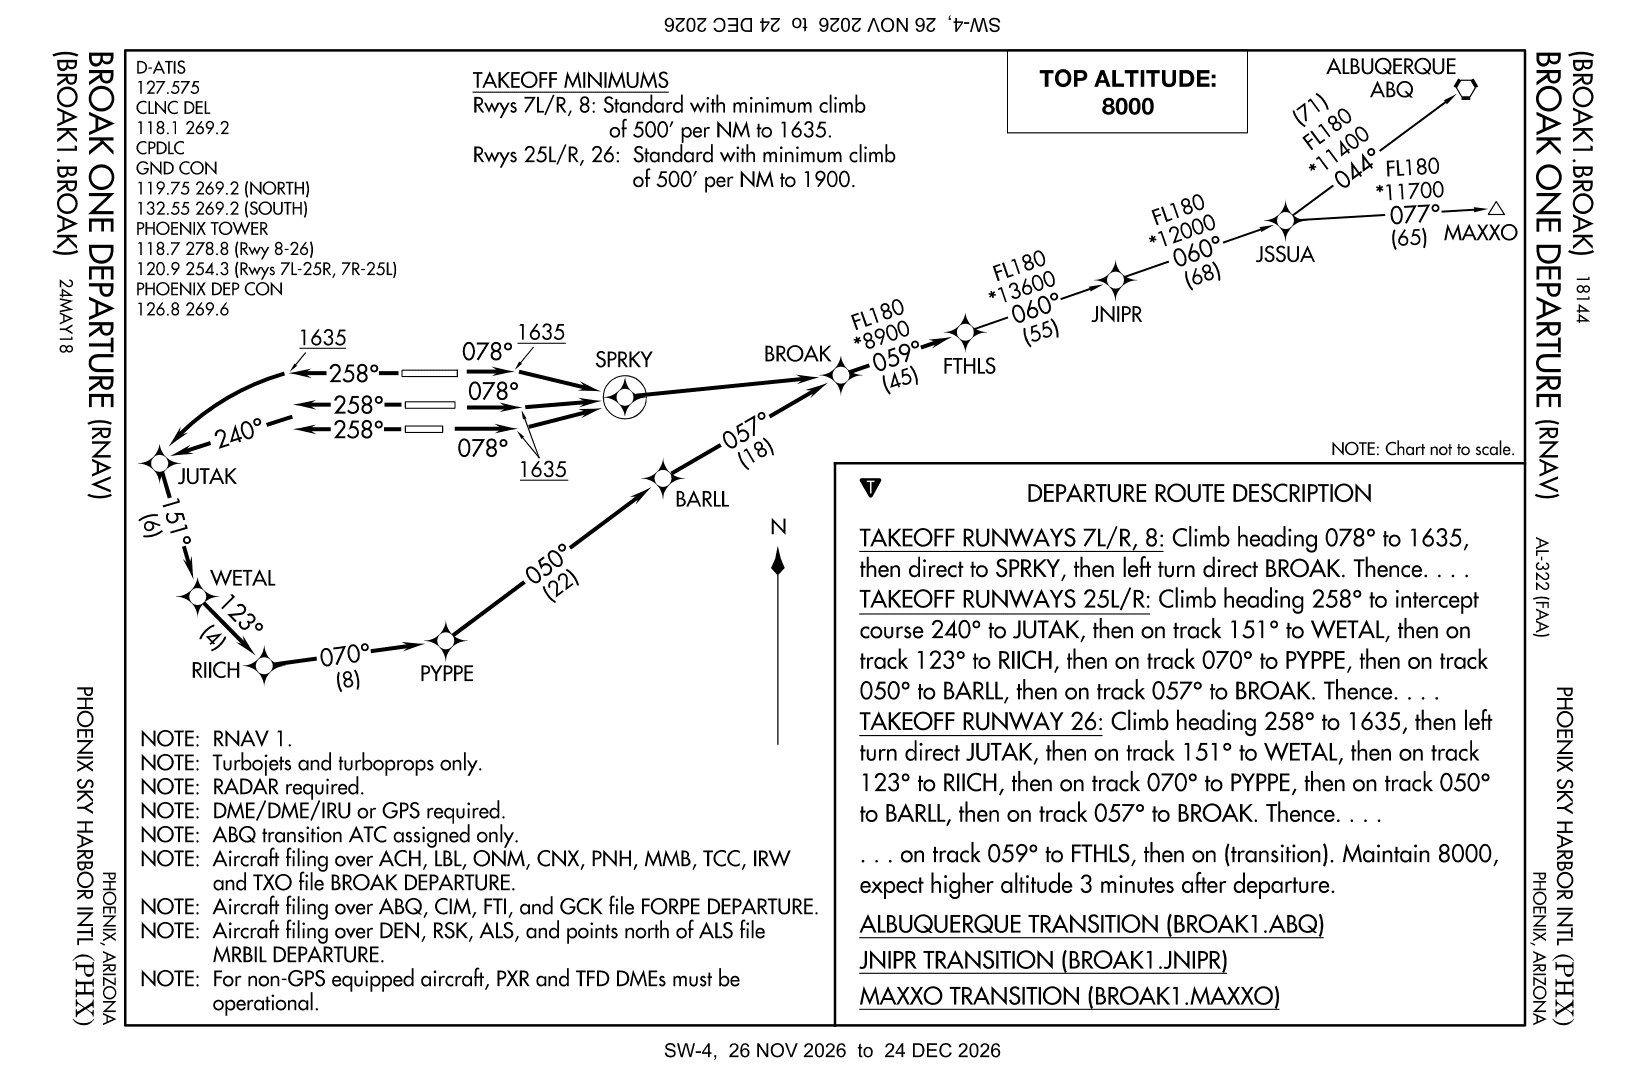 SW-4, 26 NOV 2026 to 24 DEC 2026
(BROAK1.BROAK) 24MAY18
BROAK ONE DEPARTURE (RNAV)
PHOENIX SKY HARBOR INTL (PHX)
PHOENIX, ARIZONA
D-ATIS
127.575
CLNC DEL
118.1 269.2
CPDLC
GND CON
119.75 269.2 (NORTH)
132.55 269.2 (SOUTH)
PHOENIX TOWER
118.7 278.8 (Rwy 8-26)
120.9 254.3 (Rwys 7L-25R, 7R-25L)
PHOENIX DEP CON
126.8 269.6
TAKEOFF MINIMUMS
Rwys 7L/R, 8: Standard with minimum climb
of 500' per NM to 1635.
Rwys 25L/R, 26: Standard with minimum climb
of 500' per NM to 1900.
TOP ALTITUDE:
8000
ALBUQERQUE
ABQ
(71)
FL180
*11400
044°
FL180
*11700
077°
(65)
MAXXO
JSSUA
FL180
*12000
060°
(68)
JNIPR
FL180
*13600
060°
(55)
FTHLS
FL180
*8900
059°
(45)
BROAK
SPRKY
1635
1635
258°
078°
258°
078°
258°
078°
1635
240°
JUTAK
151°
(6)
WETAL
123°
(4)
RIICH
070°
(8)
PYPPE
050°
(22)
BARLL
057°
(18)
N
NOTE: Chart not to scale.
NOTE: RNAV 1.
NOTE: Turbojets and turboprops only.
NOTE: RADAR required.
NOTE: DME/DME/IRU or GPS required.
NOTE: ABQ transition ATC assigned only.
NOTE: Aircraft filing over ACH, LBL, ONM, CNX, PNH, MMB, TCC, IRW
and TXO file BROAK DEPARTURE.
NOTE: Aircraft filing over ABQ, CIM, FTI, and GCK file FORPE DEPARTURE.
NOTE: Aircraft filing over DEN, RSK, ALS, and points north of ALS file
MRBIL DEPARTURE.
NOTE: For non-GPS equipped aircraft, PXR and TFD DMEs must be
operational.
T
DEPARTURE ROUTE DESCRIPTION
TAKEOFF RUNWAYS 7L/R, 8: Climb heading 078° to 1635,
then direct to SPRKY, then left turn direct BROAK. Thence. . . .
TAKEOFF RUNWAYS 25L/R: Climb heading 258° to intercept
course 240° to JUTAK, then on track 151° to WETAL, then on
track 123° to RIICH, then on track 070° to PYPPE, then on track
050° to BARLL, then on track 057° to BROAK. Thence. . . .
TAKEOFF RUNWAY 26: Climb heading 258° to 1635, then left
turn direct JUTAK, then on track 151° to WETAL, then on track
123° to RIICH, then on track 070° to PYPPE, then on track 050°
to BARLL, then on track 057° to BROAK. Thence. . . .
. . . on track 059° to FTHLS, then on (transition). Maintain 8000,
expect higher altitude 3 minutes after departure.
ALBUQUERQUE TRANSITION (BROAK1.ABQ)
JNIPR TRANSITION (BROAK1.JNIPR)
MAXXO TRANSITION (BROAK1.MAXXO)
(BROAK1.BROAK) 18144
BROAK ONE DEPARTURE (RNAV)
AL-322 (FAA)
PHOENIX SKY HARBOR INTL (PHX)
PHOENIX, ARIZONA
SW-4, 26 NOV 2026 to 24 DEC 2026